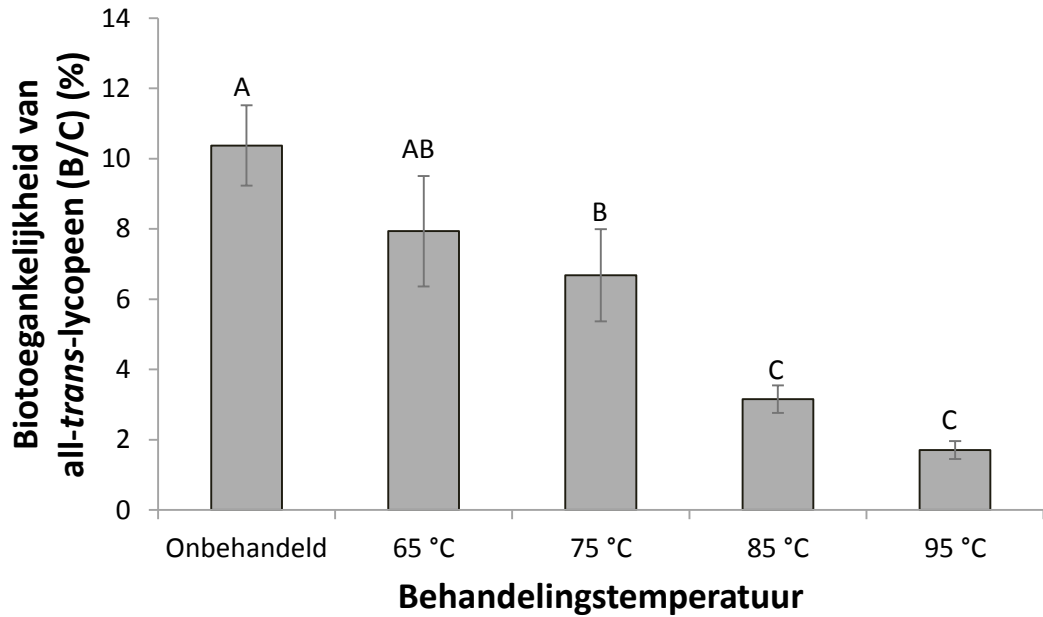 Biotoegankelijkheid van
all-trans-lycopeen (B/C) (%)
14
12
10
8
6
4
2
0
A
AB
B
C
C
Onbehandeld 65 °C 75 °C 85 °C 95 °C
Behandelingstemperatuur